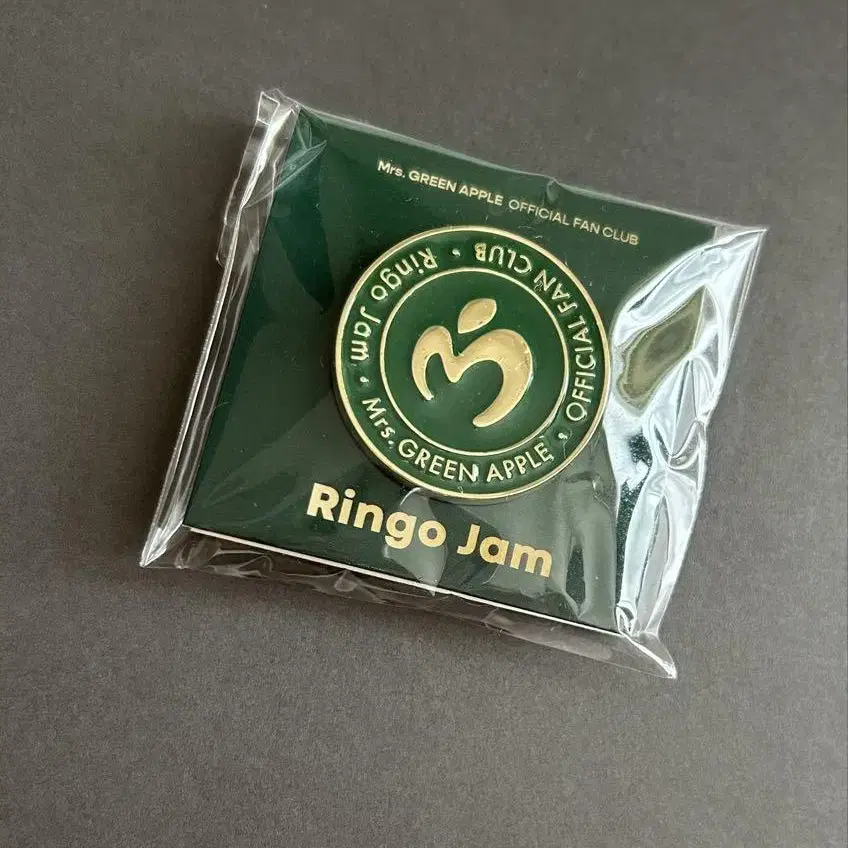 Mrs. GREEN APPLE OFFICIAL FAN CLUB
Mrs. GREEN APPLE • OFFICIAL FAN CLUB • Ringo Jam •
Ringo Jam